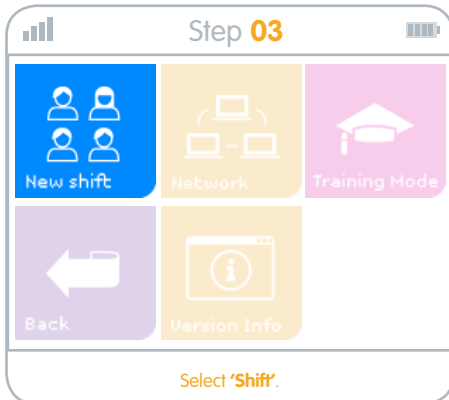 Step 03
New shift
Network
Training Mode
Back
Version Info
Select ‘Shift’.